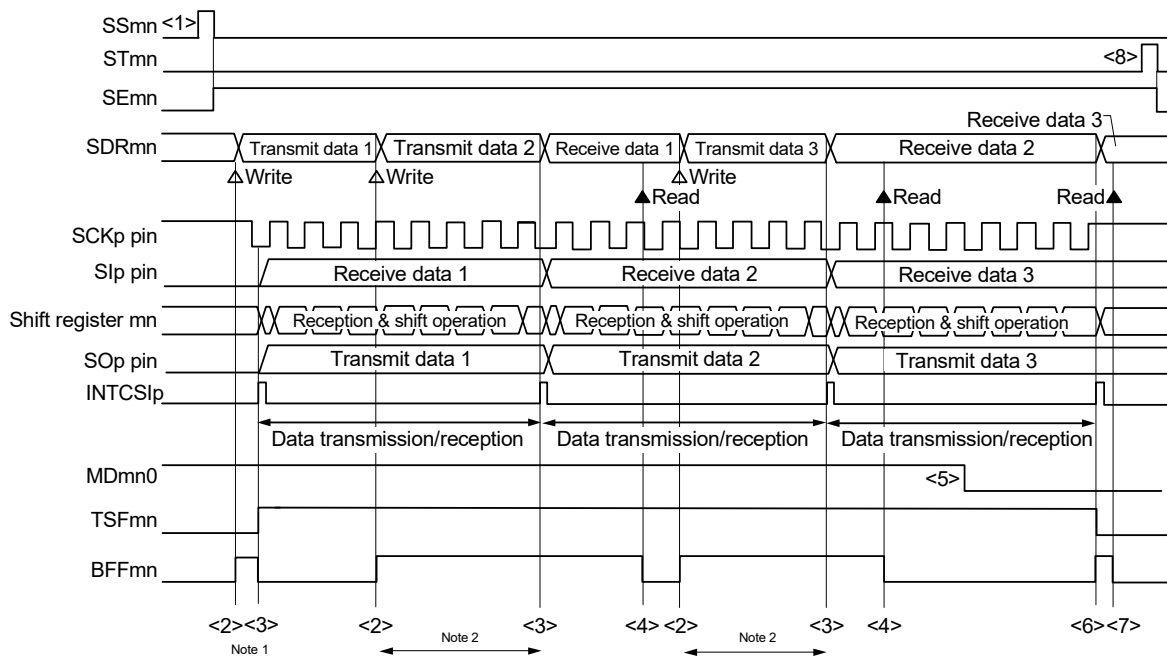 SSmn <1>
STmn <8>
SEmn
Receive data 3
SDRmn Transmit data 1 Transmit data 2 Receive data 1 Transmit data 3 Receive data 2
Write Write Write
Read Read Read
SCKp pin
SIp pin Receive data 1 Receive data 2 Receive data 3
Shift register mn Reception & shift operation Reception & shift operation Reception & shift operation
SOp pin Transmit data 1 Transmit data 2 Transmit data 3
INTCSIp
Data transmission/reception Data transmission/reception Data transmission/reception
MDmn0 <5>
TSFmn
BFFmn
<2> <3> <2> <3> <4> <2> <3> <4> <6> <7>
Note 1 Note 2 Note 2